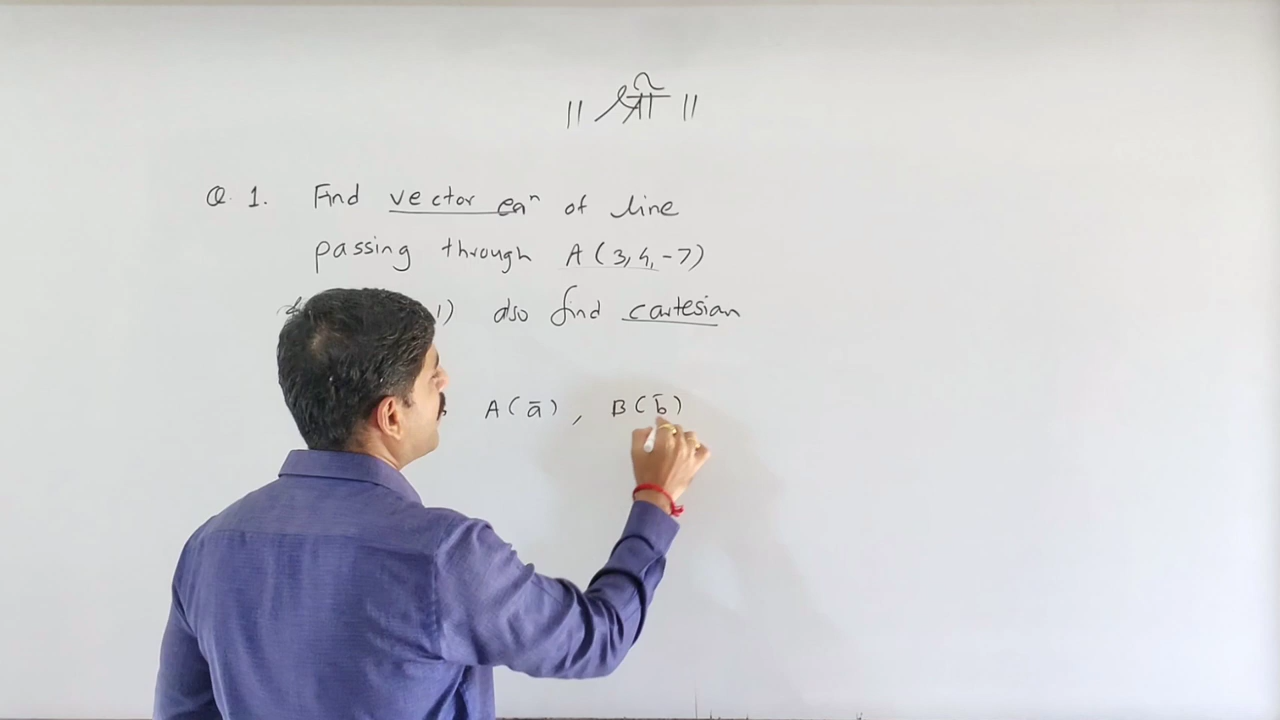 || श्री ||
Q. 1. Find vector eqⁿ of line
passing through A (3, 4, -7)
1) also find cartesian
A(a̅), B(b̅)